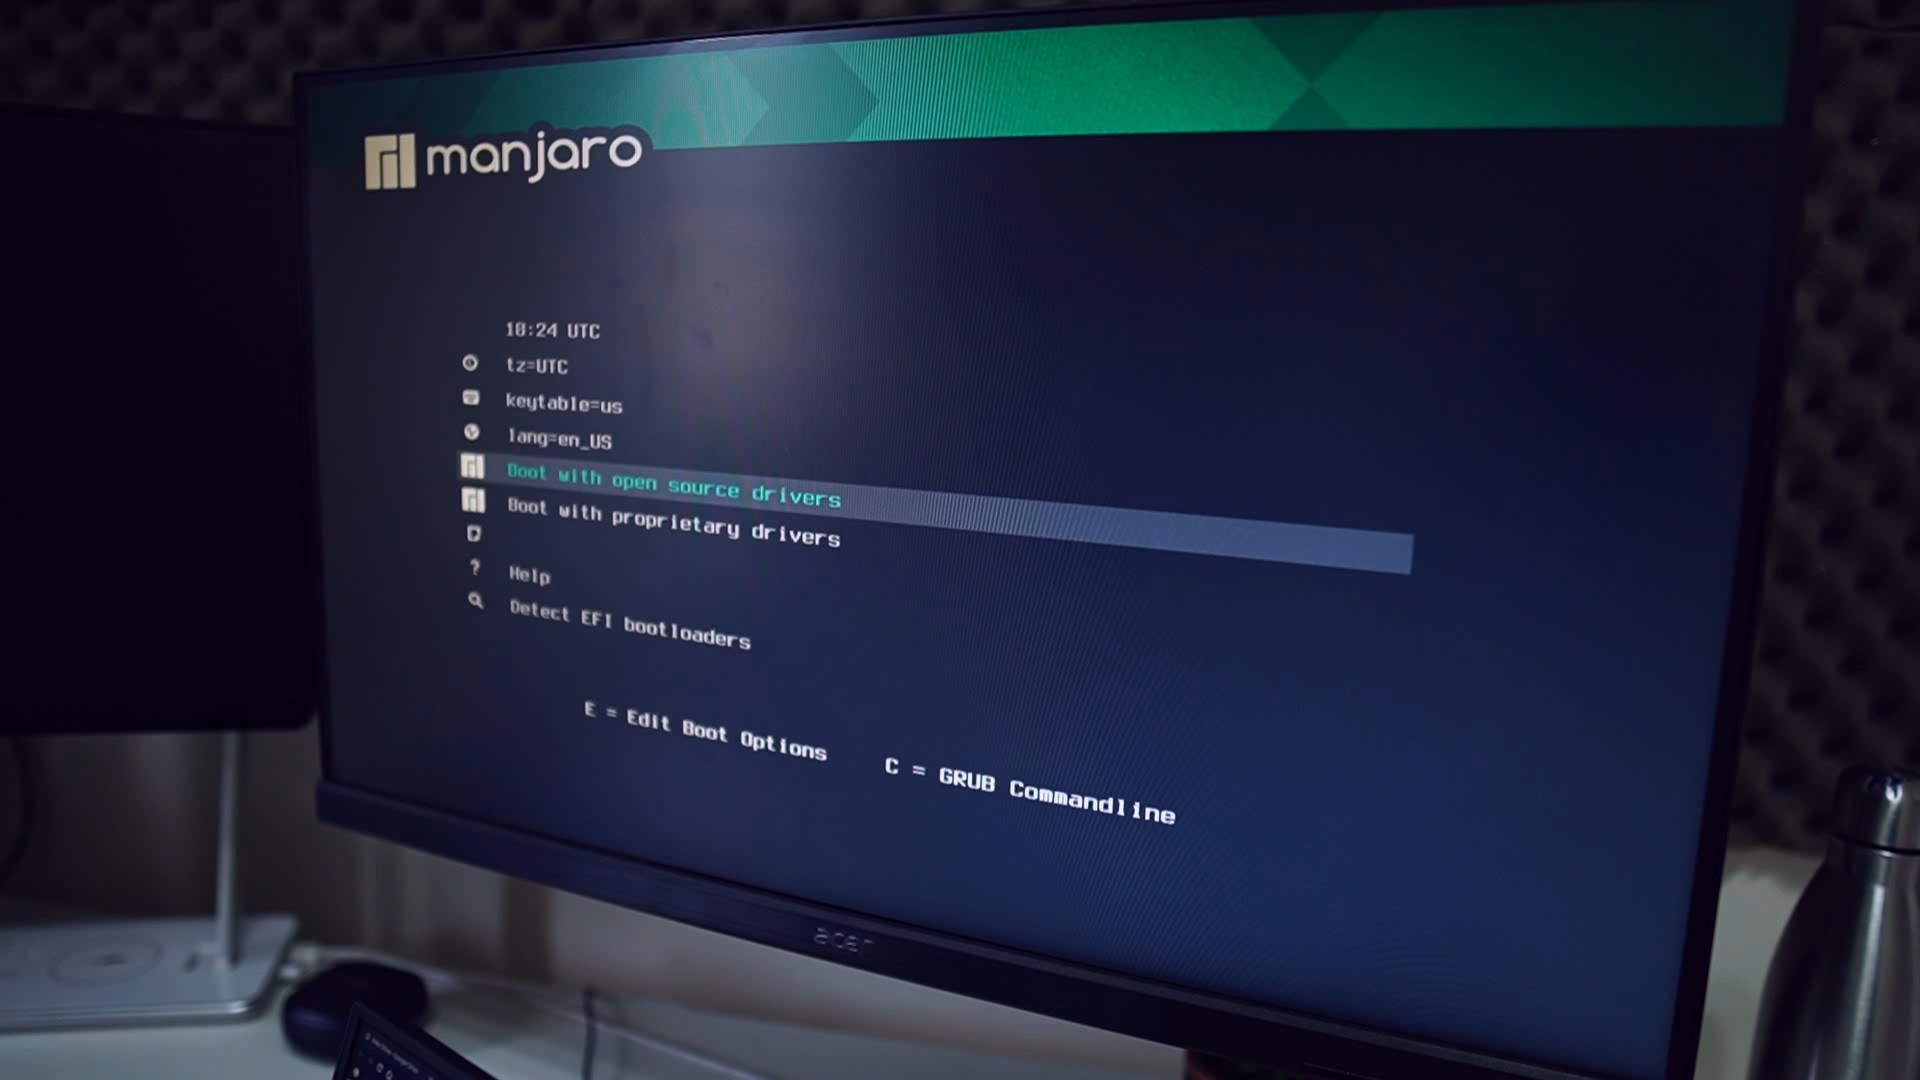 manjaro
18:24 UTC
tz=UTC
keytable=us
lang=en_US
Boot with open source drivers
Boot with proprietary drivers
? Help
Detect EFI bootloaders
E = Edit Boot Options C = GRUB Commandline
acer